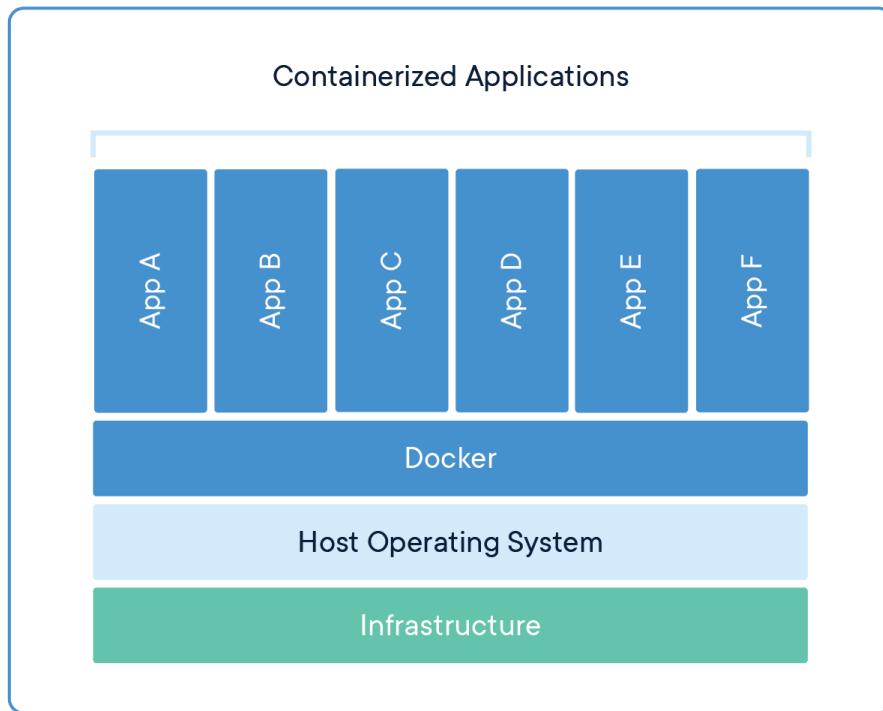 Containerized Applications
App A
App B
App C
App D
App E
App F
Docker
Host Operating System
Infrastructure